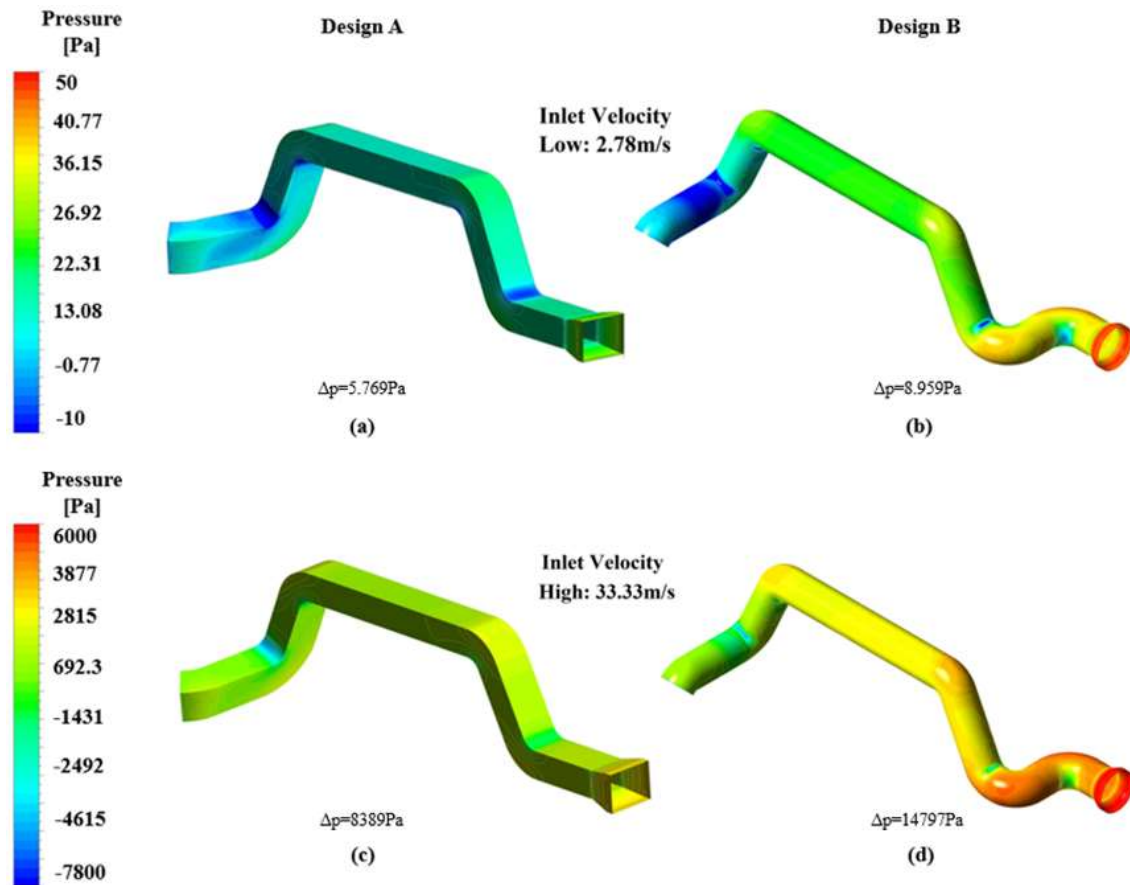 Pressure
[Pa]
Design A
Design B
50
40.77
36.15
26.92
22.31
13.08
-0.77
-10
Inlet Velocity
Low: 2.78m/s
Δp=5.769Pa
Δp=8.959Pa
(a)
(b)
Pressure
[Pa]
6000
3877
2815
692.3
-1431
-2492
-4615
-7800
Inlet Velocity
High: 33.33m/s
Δp=8389Pa
Δp=14797Pa
(c)
(d)